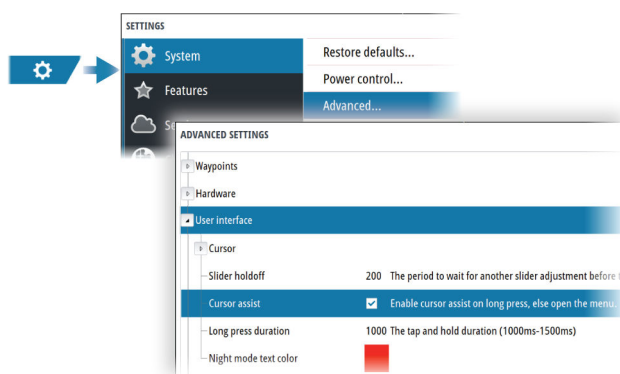 SETTINGS
System
Restore defaults...
Power control...
Features
Advanced...
ADVANCED SETTINGS
Waypoints
Hardware
User interface
Cursor
Slider holdoff 200 The period to wait for another slider adjustment before
Cursor assist Enable cursor assist on long press, else open the menu.
Long press duration 1000 The tap and hold duration (1000ms-1500ms)
Night mode text color